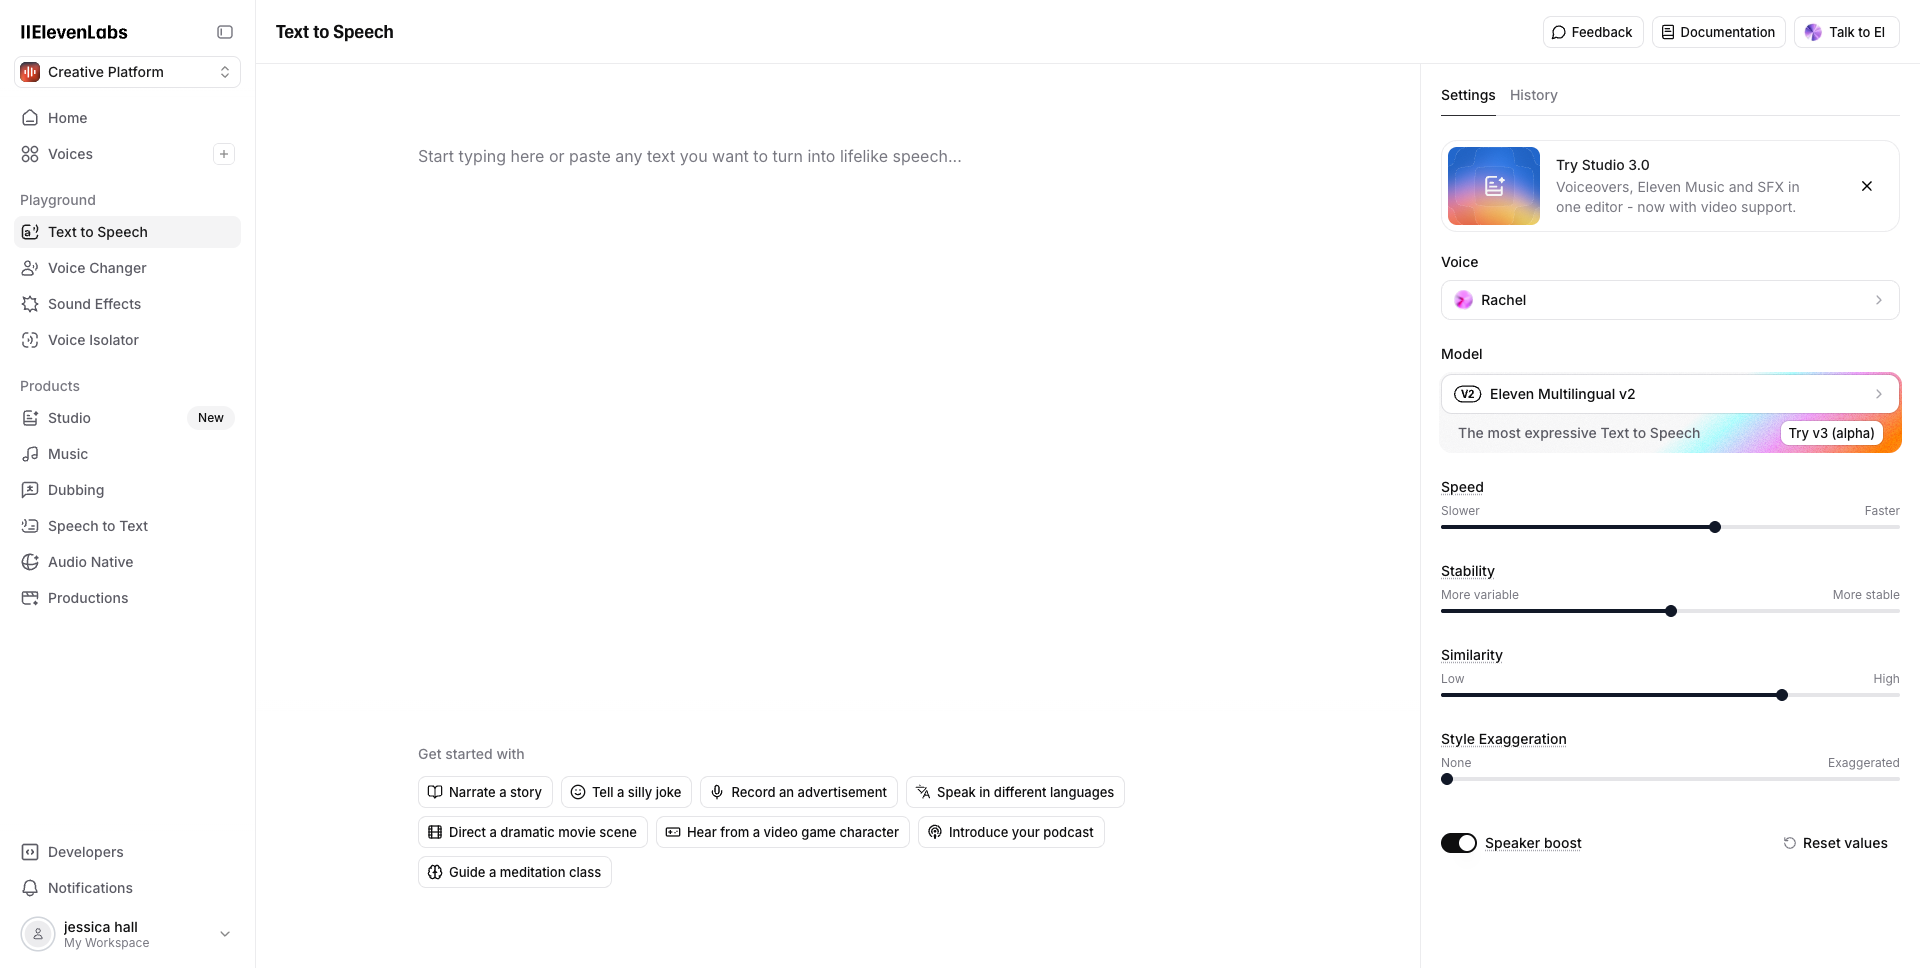 IIElevenLabs
Creative Platform
Home
Voices
Playground
Text to Speech
Voice Changer
Sound Effects
Voice Isolator
Products
Studio New
Music
Dubbing
Speech to Text
Audio Native
Productions
Developers
Notifications
jessica hall
My Workspace
Text to Speech
Feedback Documentation Talk to El
Start typing here or paste any text you want to turn into lifelike speech...
Get started with
Narrate a story Tell a silly joke Record an advertisement Speak in different languages
Direct a dramatic movie scene Hear from a video game character Introduce your podcast
Guide a meditation class
Settings History
Try Studio 3.0
Voiceovers, Eleven Music and SFX in
one editor - now with video support.
Voice
Rachel
Model
V2 Eleven Multilingual v2
The most expressive Text to Speech Try v3 (alpha)
Speed
Slower Faster
Stability
More variable More stable
Similarity
Low High
Style Exaggeration
None Exaggerated
Speaker boost Reset values